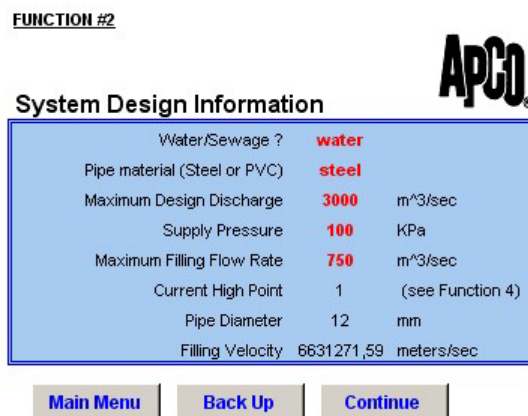 FUNCTION #2
APCO®
System Design Information
Water/Sewage ? water
Pipe material (Steel or PVC) steel
Maximum Design Discharge 3000 m^3/sec
Supply Pressure 100 KPa
Maximum Filling Flow Rate 750 m^3/sec
Current High Point 1 (see Function 4)
Pipe Diameter 12 mm
Filling Velocity 6631271,59 meters/sec
Main Menu Back Up Continue